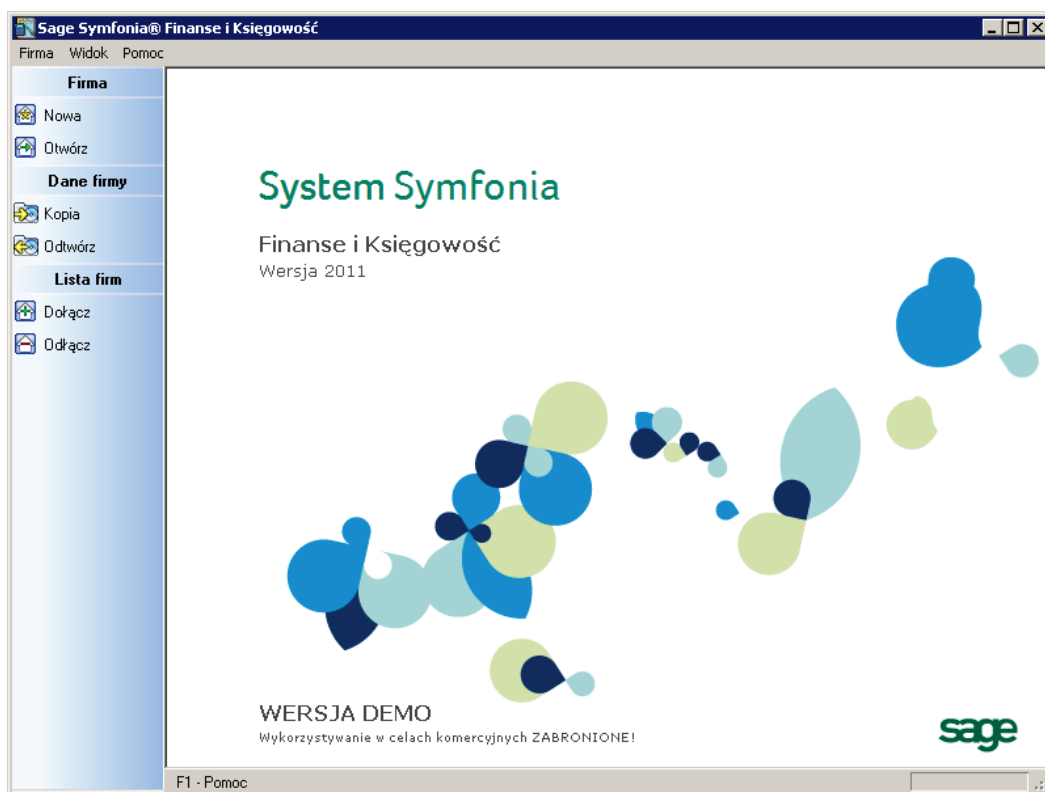 Sage Symfonia® Finanse i Księgowość
Firma Widok Pomoc
Firma
Nowa
Otwórz
Dane firmy
Kopia
Odtwórz
Lista firm
Dołącz
Odłącz
System Symfonia
Finanse i Księgowość
Wersja 2011
WERSJA DEMO
Wykorzystywanie w celach komercyjnych ZABRONIONE!
sage
F1 - Pomoc